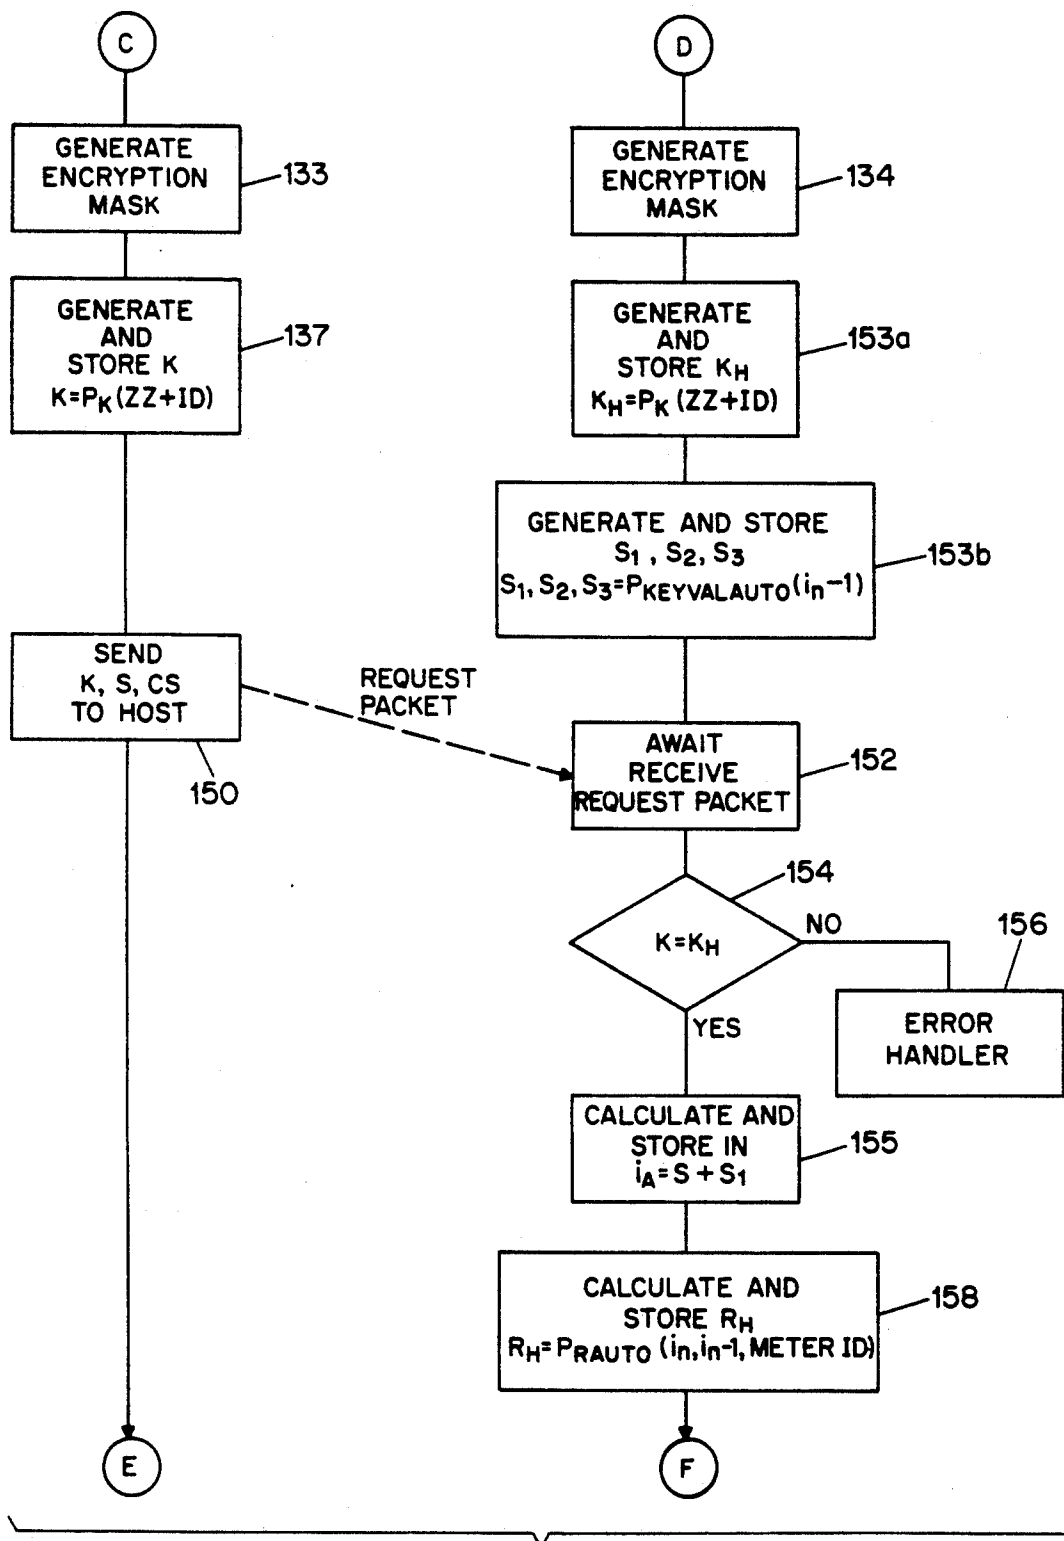 C
GENERATE
ENCRYPTION
MASK
133
GENERATE
AND
STORE K
K=PK(ZZ+ID)
137
SEND
K, S, CS
TO HOST
150
REQUEST
PACKET
E
D
GENERATE
ENCRYPTION
MASK
134
GENERATE
AND
STORE KH
KH=PK(ZZ+ID)
153a
GENERATE AND STORE
S1, S2, S3
S1, S2, S3=PKEYVALAUTO(in-1)
153b
AWAIT
RECEIVE
REQUEST PACKET
152
154
K=KH
NO
YES
156
ERROR
HANDLER
CALCULATE AND
STORE IN
iA=S+S1
155
CALCULATE AND
STORE RH
RH=PRAUTO(in,in-1,METER ID)
158
F